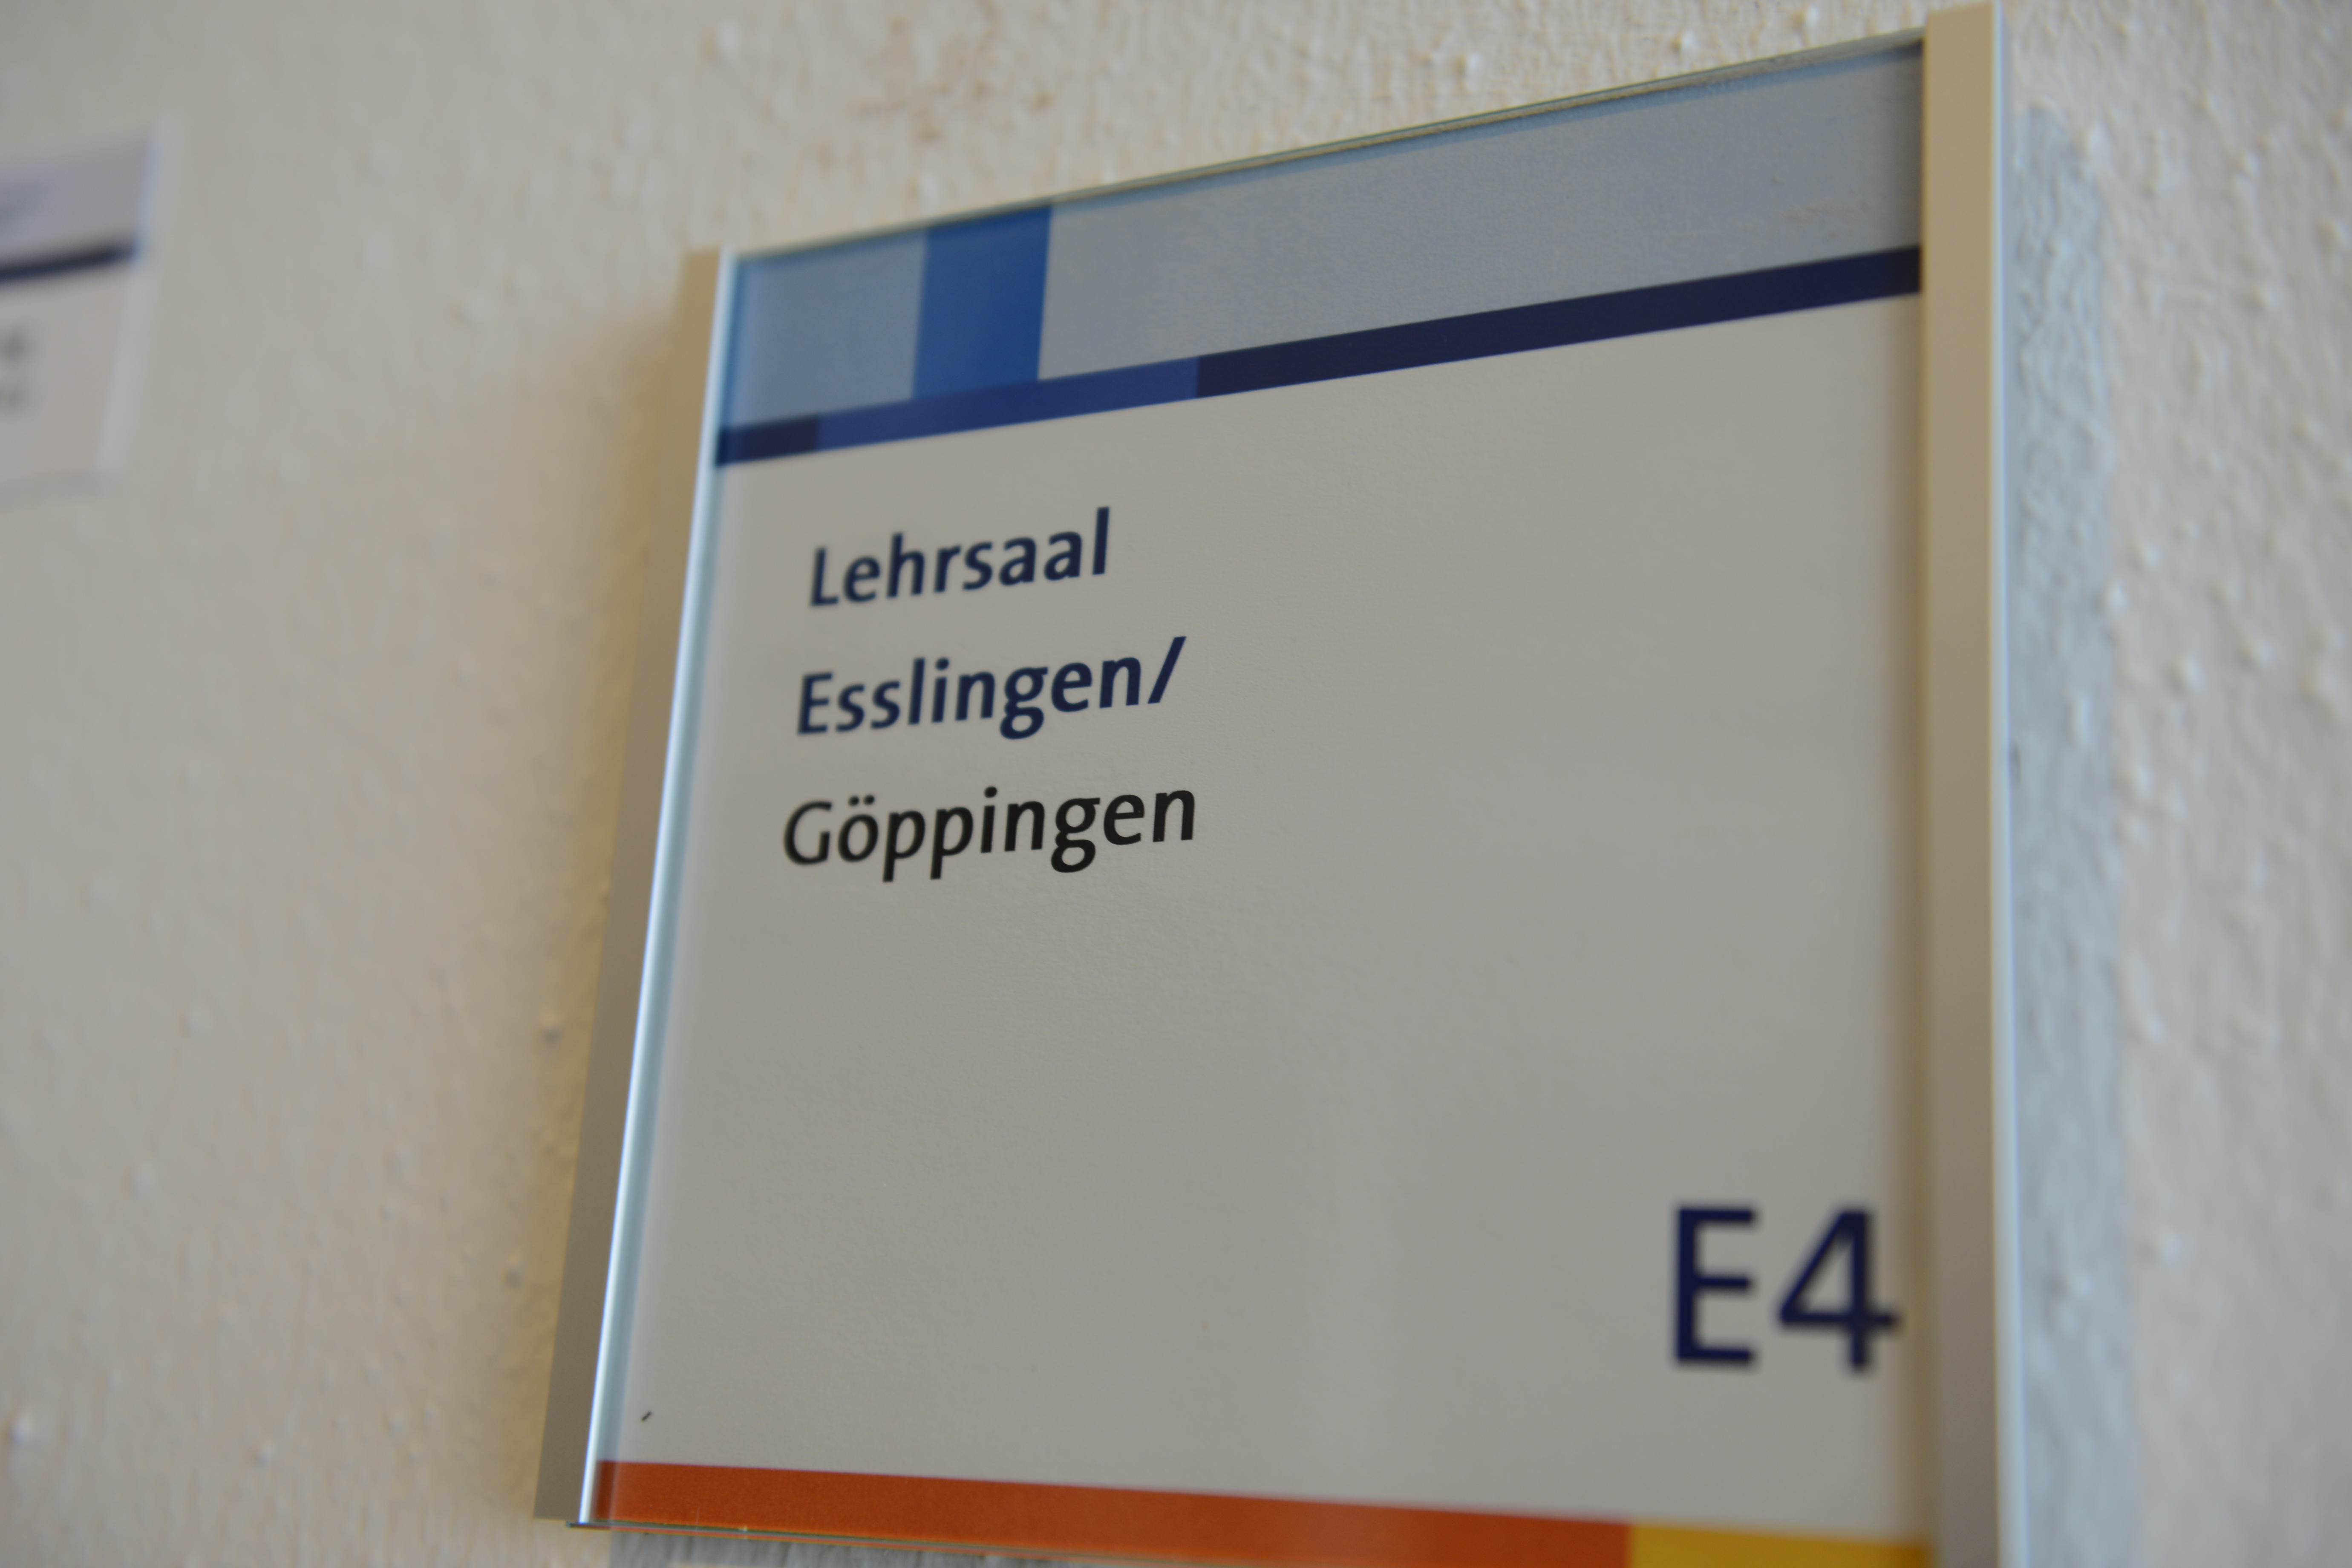 Lehrsaal
Esslingen/
Göppingen
E4